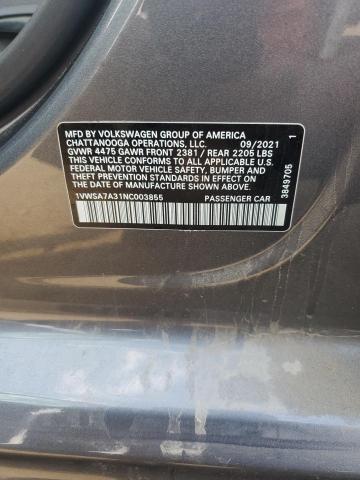 MFD BY VOLKSWAGEN GROUP OF AMERICA
CHATTANOOGA OPERATIONS, LLC. 09/2021
GVWR 4475 GAWR FRONT 2381 / REAR 2205 LBS
THIS VEHICLE CONFORMS TO ALL APPLICABLE U.S.
FEDERAL MOTOR VEHICLE SAFETY, BUMPER AND
THEFT PREVENTION STANDARDS IN EFFECT ON THE
DATE OF MANUFACTURE SHOWN ABOVE.
1VWSA7A31NC003855 PASSENGER CAR
3849705
1